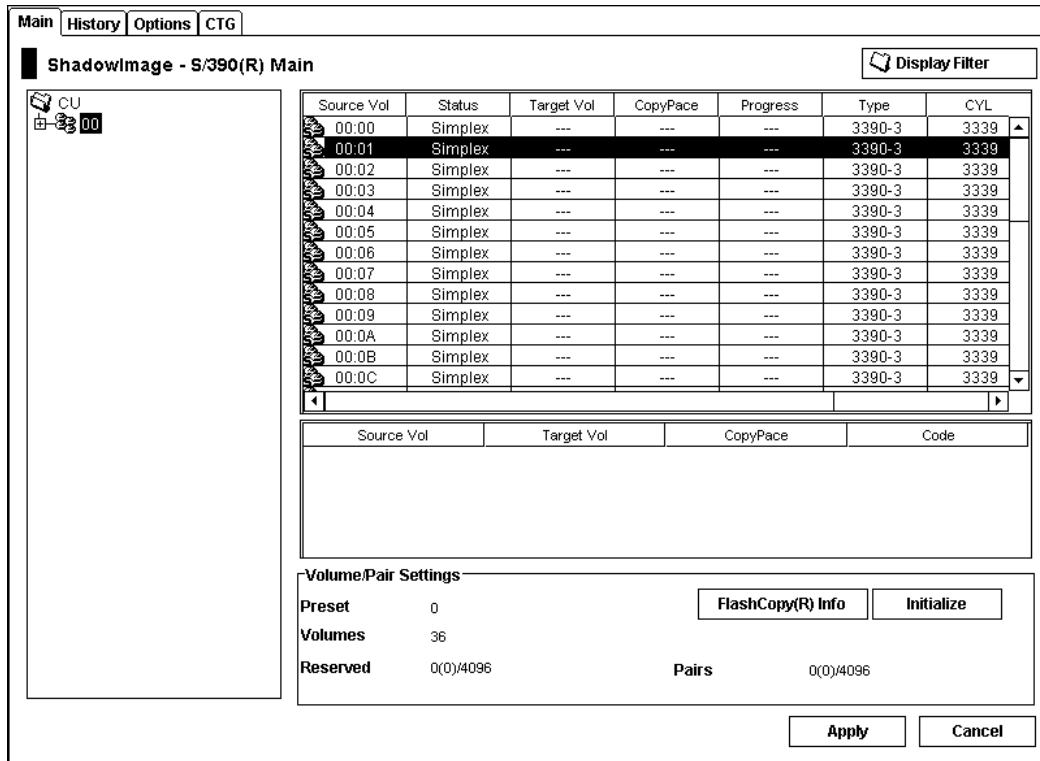 Main History Options CTG
ShadowImage - S/390(R) Main
Display Filter
CU
00
Source Vol Status Target Vol CopyPace Progress Type CYL
00:00 Simplex --- --- --- 3390-3 3339
00:01 Simplex --- --- --- 3390-3 3339
00:02 Simplex --- --- --- 3390-3 3339
00:03 Simplex --- --- --- 3390-3 3339
00:04 Simplex --- --- --- 3390-3 3339
00:05 Simplex --- --- --- 3390-3 3339
00:06 Simplex --- --- --- 3390-3 3339
00:07 Simplex --- --- --- 3390-3 3339
00:08 Simplex --- --- --- 3390-3 3339
00:09 Simplex --- --- --- 3390-3 3339
00:0A Simplex --- --- --- 3390-3 3339
00:0B Simplex --- --- --- 3390-3 3339
00:0C Simplex --- --- --- 3390-3 3339
Source Vol Target Vol CopyPace Code
Volume/Pair Settings
Preset 0 FlashCopy(R) Info Initialize
Volumes 36
Reserved 0(0)/4096 Pairs 0(0)/4096
Apply Cancel